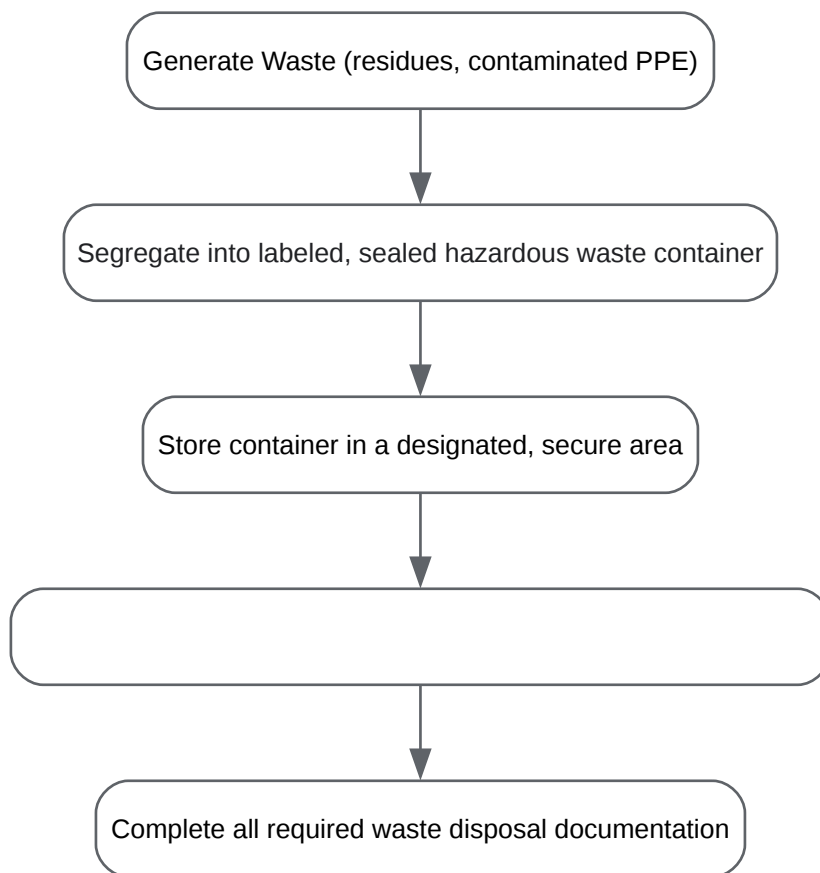 Generate Waste (residues, contaminated PPE)
Segregate into labeled, sealed hazardous waste container
Store container in a designated, secure area
Complete all required waste disposal documentation